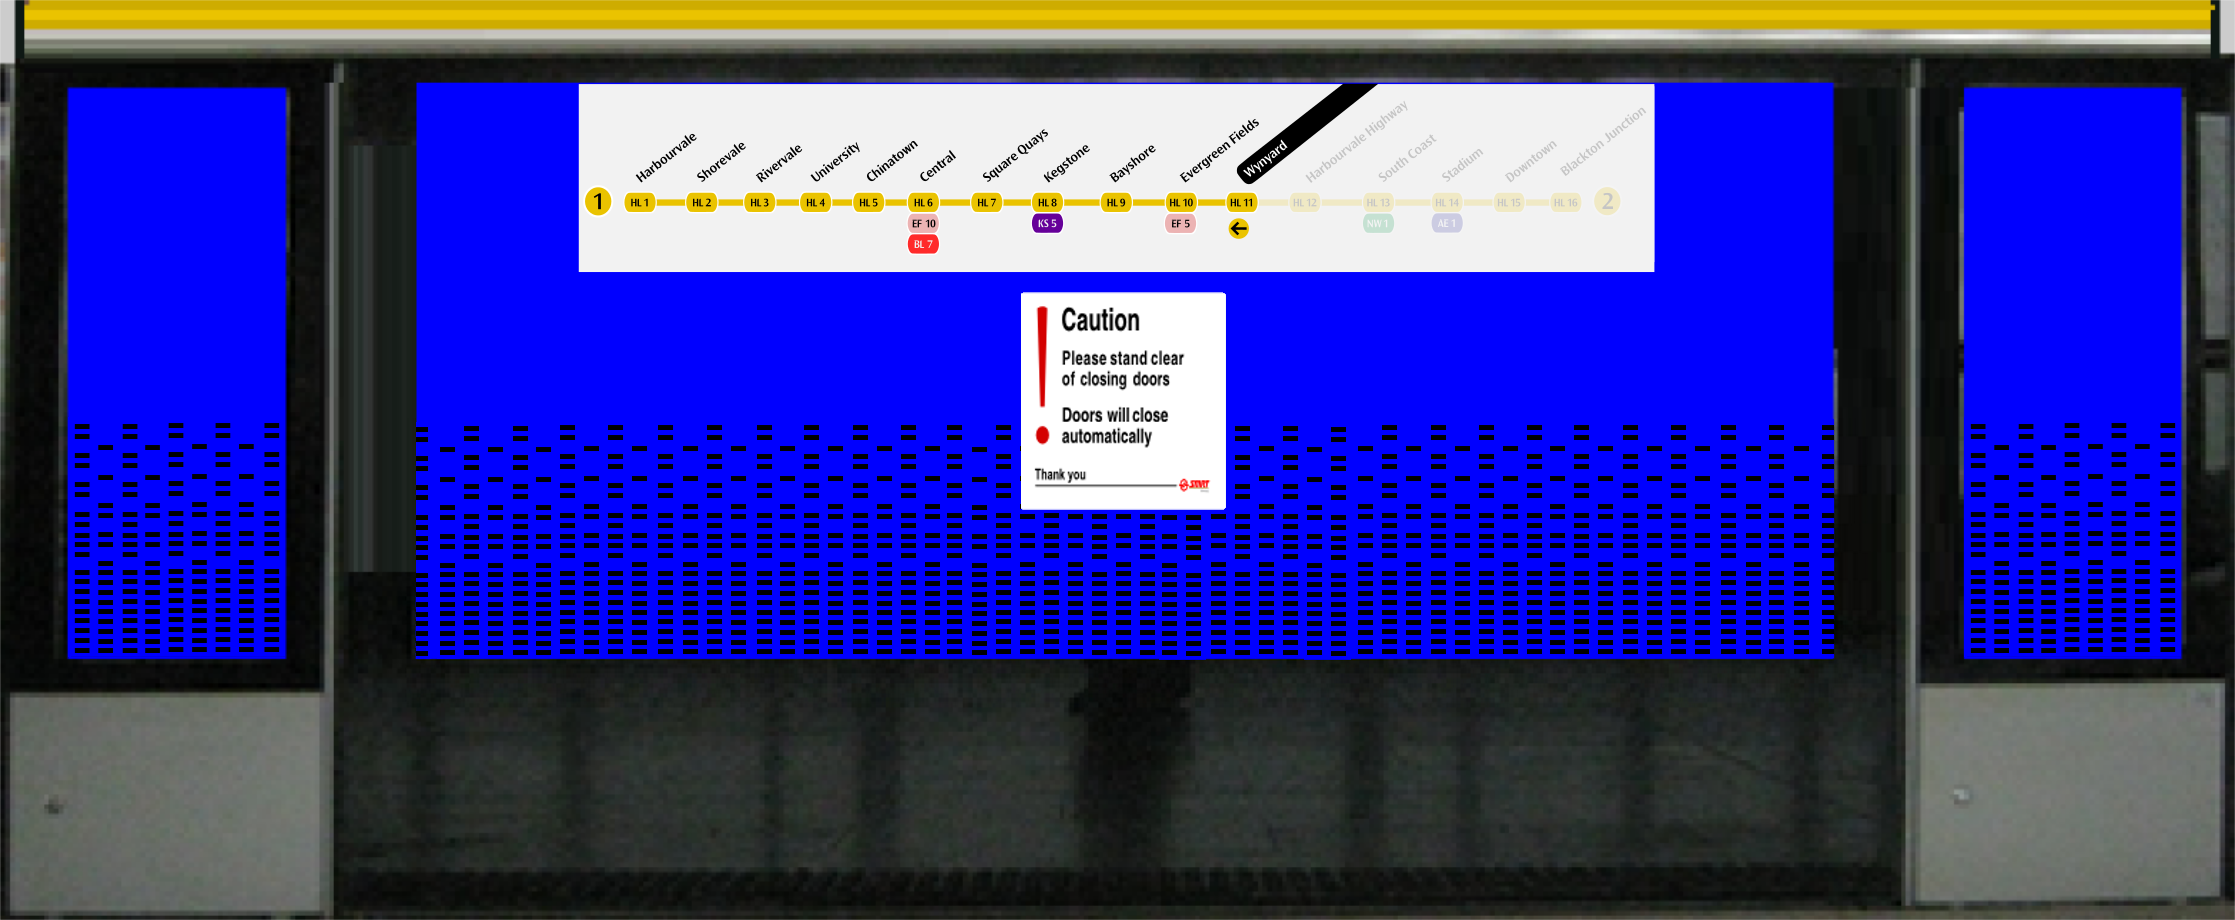 Harbourvale
Shorevale
Rivervale
University
Chinatown
Central
Square Quays
Kegstone
Bayshore
Evergreen Fields
Wynyard
Harbourvale Highway
South Coast
Stadium
Downtown
Blackton Junction
1 HL 1 HL 2 HL 3 HL 4 HL 5 HL 6 HL 7 HL 8 HL 9 HL 10 HL 11 HL 12 HL 13 HL 14 HL 15 HL 16 2
EF 10 KS 5 EF 5 NW 1 AE 1
BL 7
Caution
Please stand clear
of closing doors
Doors will close
automatically
Thank you
SMRT